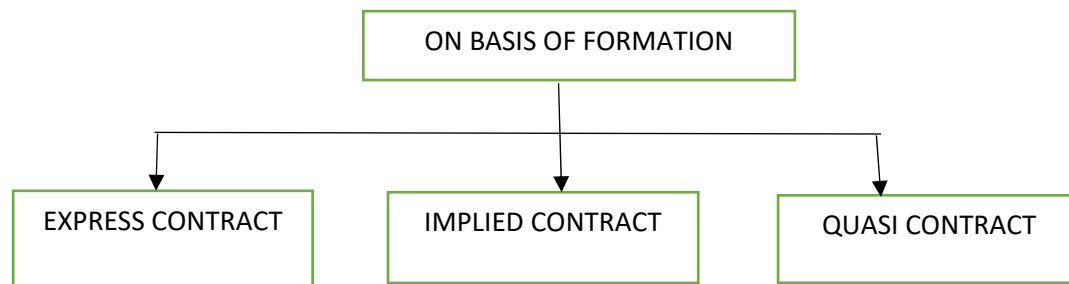 ON BASIS OF FORMATION
EXPRESS CONTRACT
IMPLIED CONTRACT
QUASI CONTRACT